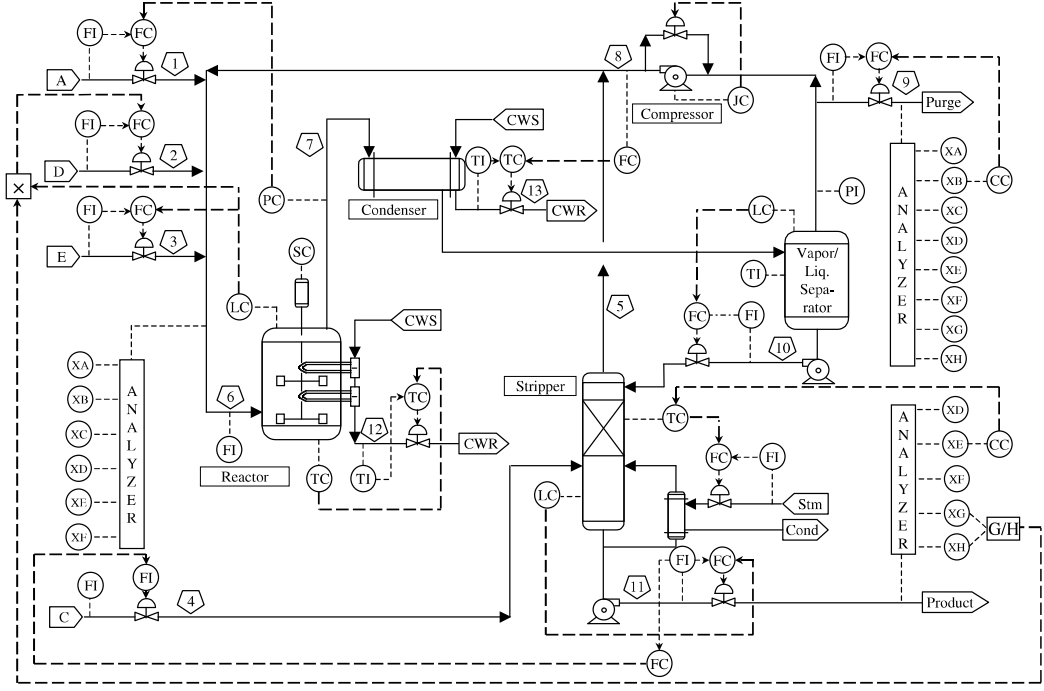 FI
FC
1
A
FI
FC
2
D
×
FI
FC
3
E
7
CWS
TI
TC
13
CWR
Condenser
PC
SC
LC
CWS
TC
12
CWR
6
FI
Reactor
TC
TI
8
Compressor
JC
FC
FI
FC
9
Purge
PI
LC
TI
Vapor/
Liq.
Sepa-
rator
FC
FI
10
5
Stripper
TC
FC
FI
LC
Stm
Cond
FI
FC
11
Product
FC
ANALYZER
XA
XB
XC
XD
XE
XF
XG
XH
CC
ANALYZER
XD
XE
XF
XG
XH
CC
G/H
ANALYZER
XA
XB
XC
XD
XE
XF
FI
FI
4
C